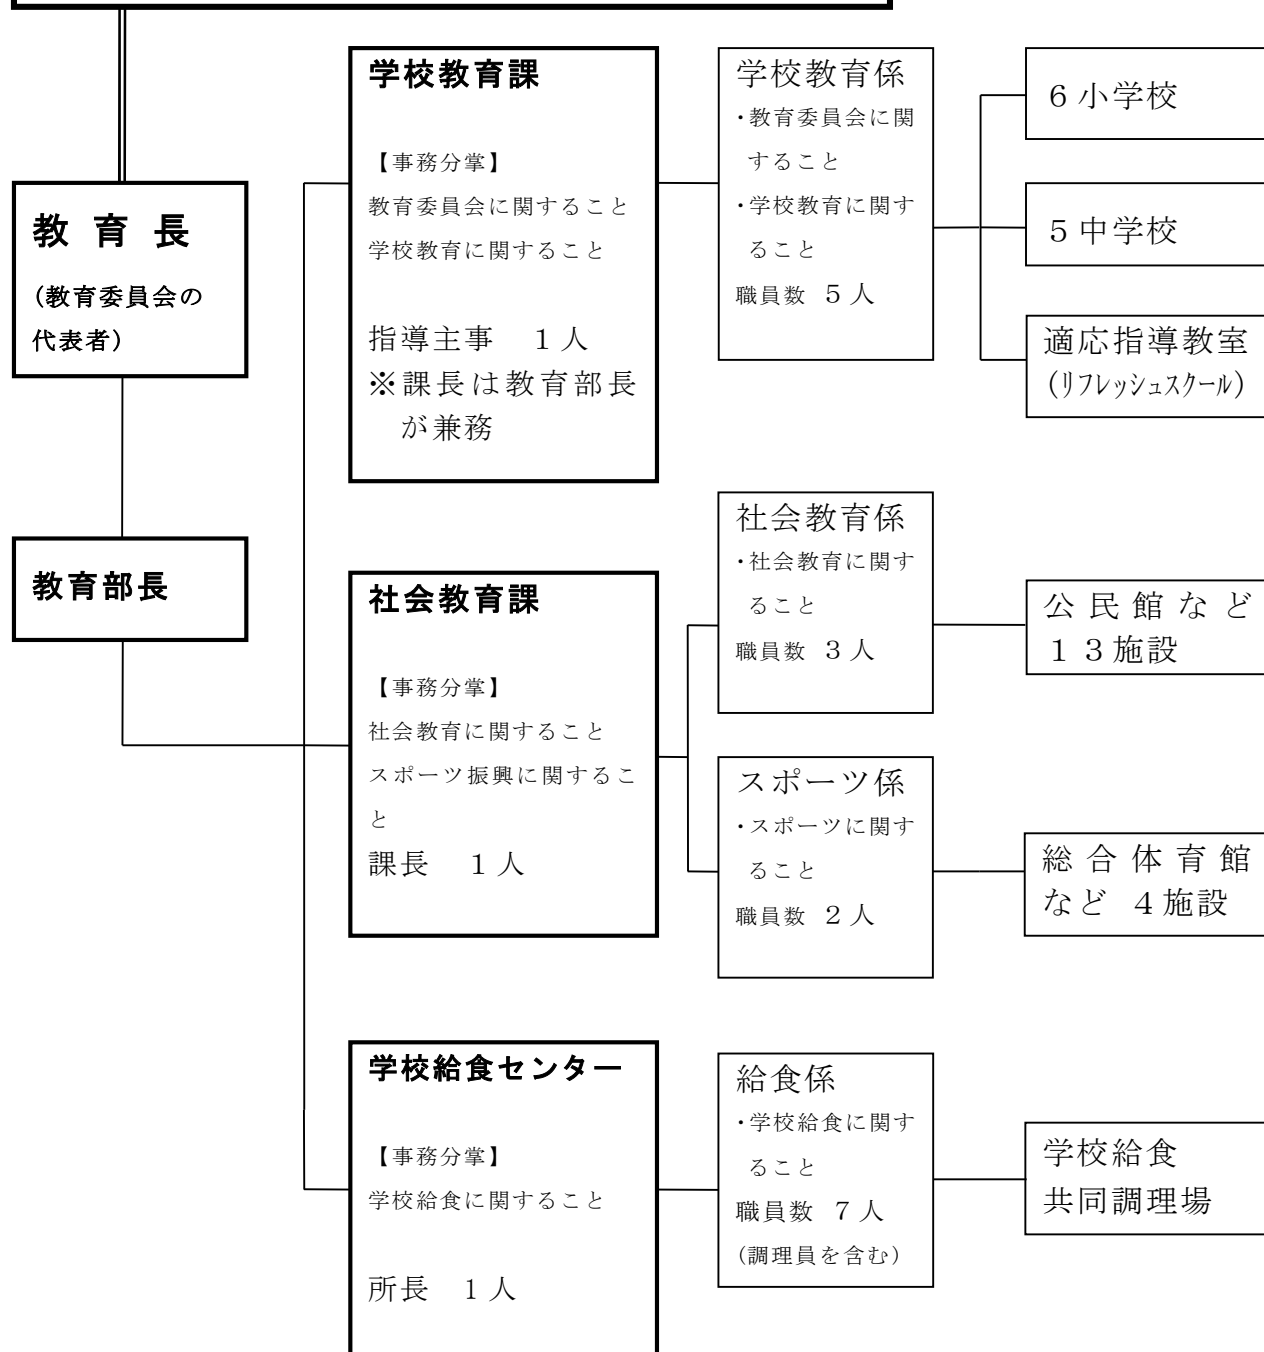 教 育 長
(教育委員会の
代表者)
教育部長
学校教育課
【事務分掌】
教育委員会に関すること
学校教育に関すること
指導主事　１人
※課長は教育部長
が兼務
学校教育係
・教育委員会に関
すること
・学校教育に関す
ること
職員数 ５人
６小学校
５中学校
適応指導教室
(ﾘﾌﾚｯｼｭｽｸｰﾙ)
社会教育課
【事務分掌】
社会教育に関すること
スポーツ振興に関するこ
と
課長　１人
社会教育係
・社会教育に関す
ること
職員数 ３人
公民館など
１３施設
スポーツ係
・スポーツに関す
ること
職員数 ２人
総合体育館
など ４施設
学校給食センター
【事務分掌】
学校給食に関すること
所長　１人
給食係
・学校給食に関す
ること
職員数 ７人
(調理員を含む)
学校給食
共同調理場